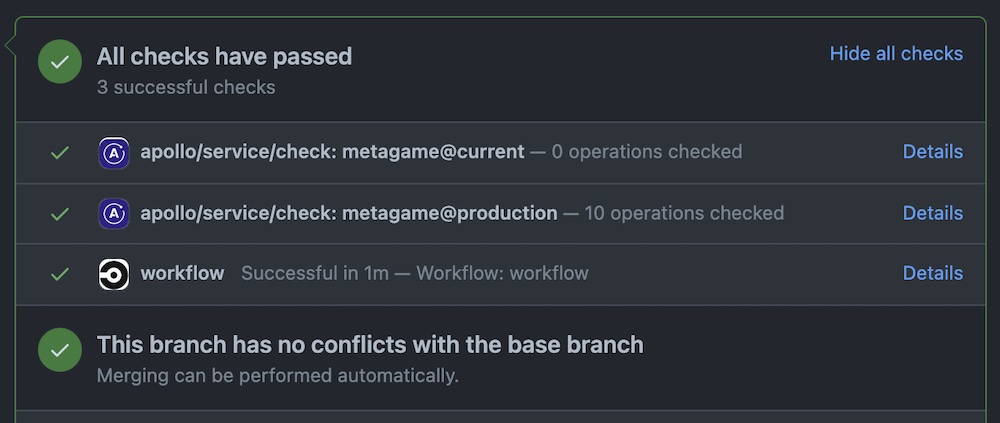 All checks have passed
Hide all checks
3 successful checks
A apollo/service/check: metagame@current — 0 operations checked Details
A apollo/service/check: metagame@production — 10 operations checked Details
workflow Successful in 1m — Workflow: workflow Details
This branch has no conflicts with the base branch
Merging can be performed automatically.